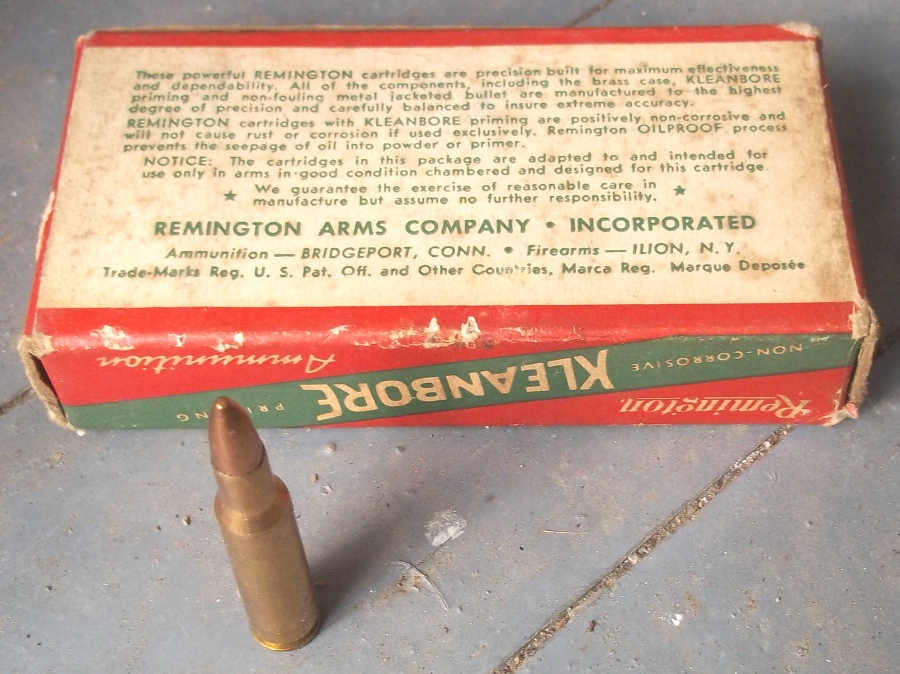 These powerful REMINGTON cartridges are precision built for maximum effectiveness
and dependability. All of the components, including the brass case, KLEANBORE
priming and non-fouling metal jacketed bullet are manufactured to the highest
degree of precision and carefully balanced to insure extreme accuracy.
REMINGTON cartridges with KLEANBORE priming are positively non-corrosive and
will not cause rust or corrosion if used exclusively. Remington OILPROOF process
prevents the seepage of oil into powder or primer.
NOTICE: The cartridges in this package are adapted to and intended for
use only in arms in good condition chambered and designed for this cartridge.
★ We guarantee the exercise of reasonable care in ★
manufacture but assume no further responsibility.
REMINGTON ARMS COMPANY • INCORPORATED
Ammunition — BRIDGEPORT, CONN. • Firearms — ILION, N. Y.
Trade-Marks Reg. U. S. Pat. Off. and Other Countries, Marca Reg. Marque Deposée
Remington
NON-CORROSIVE KLEANBORE PRIMING
Ammunition